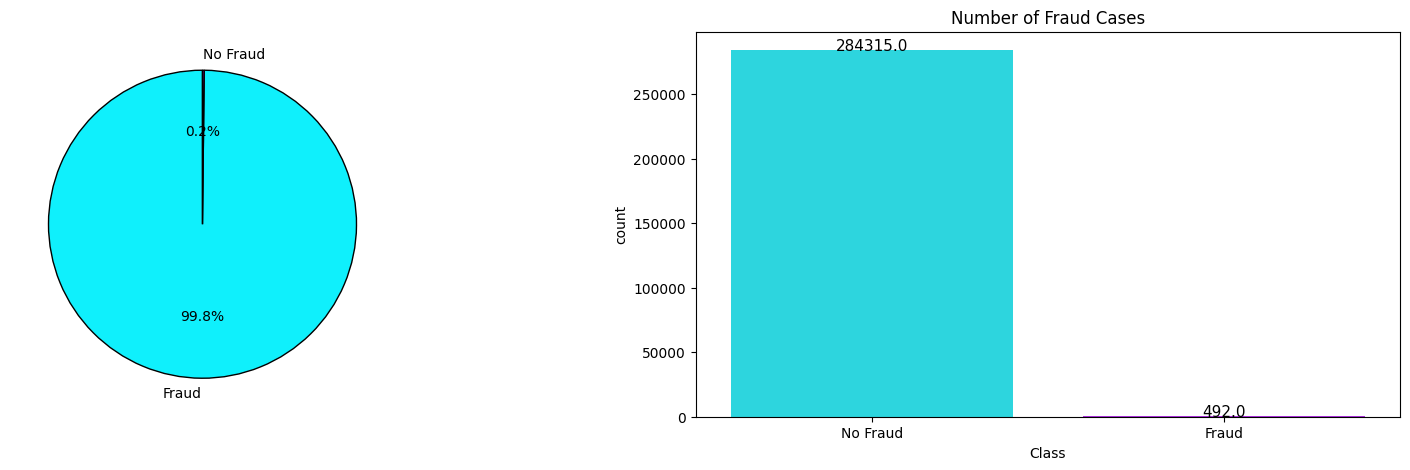 No Fraud
0.2%
99.8%
Fraud
Number of Fraud Cases
284315.0
250000
200000
150000
100000
50000
0
count
492.0
No Fraud
Fraud
Class